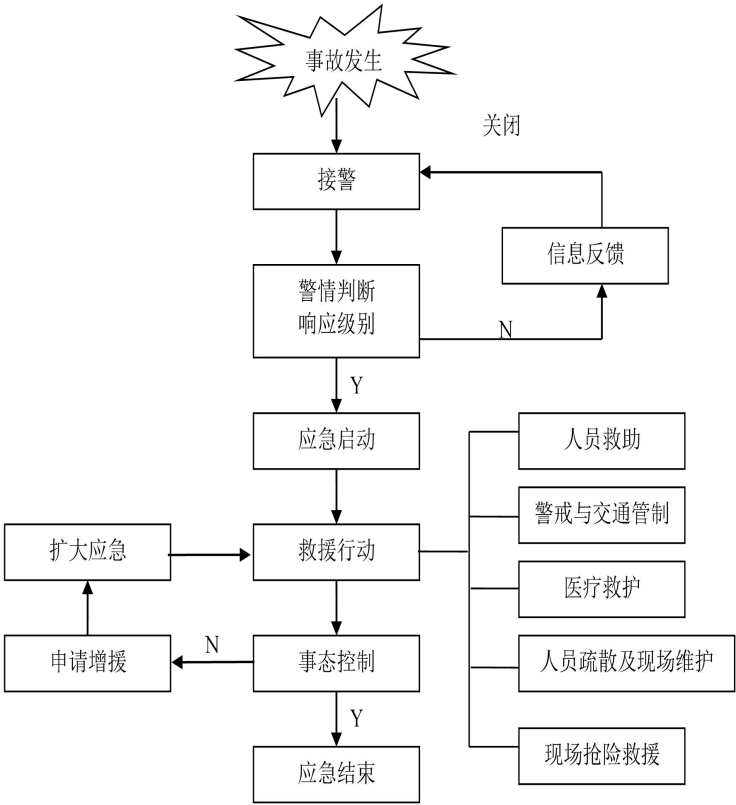 事故发生
关闭
接警
信息反馈
警情判断
响应级别
N
Y
应急启动
人员救助
警戒与交通管制
扩大应急
救援行动
医疗救护
申请增援
N
事态控制
人员疏散及现场维护
Y
应急结束
现场抢险救援